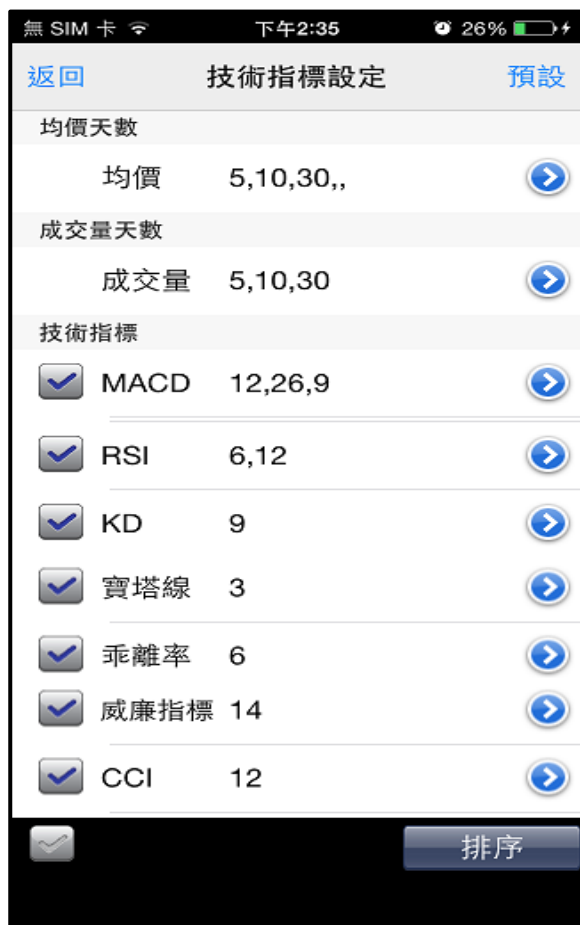 無 SIM 卡 下午2:35 26%
返回 技術指標設定 預設
均價天數
均價 5,10,30,,
成交量天數
成交量 5,10,30
技術指標
MACD 12,26,9
RSI 6,12
KD 9
寶塔線 3
乖離率 6
威廉指標 14
CCI 12
排序